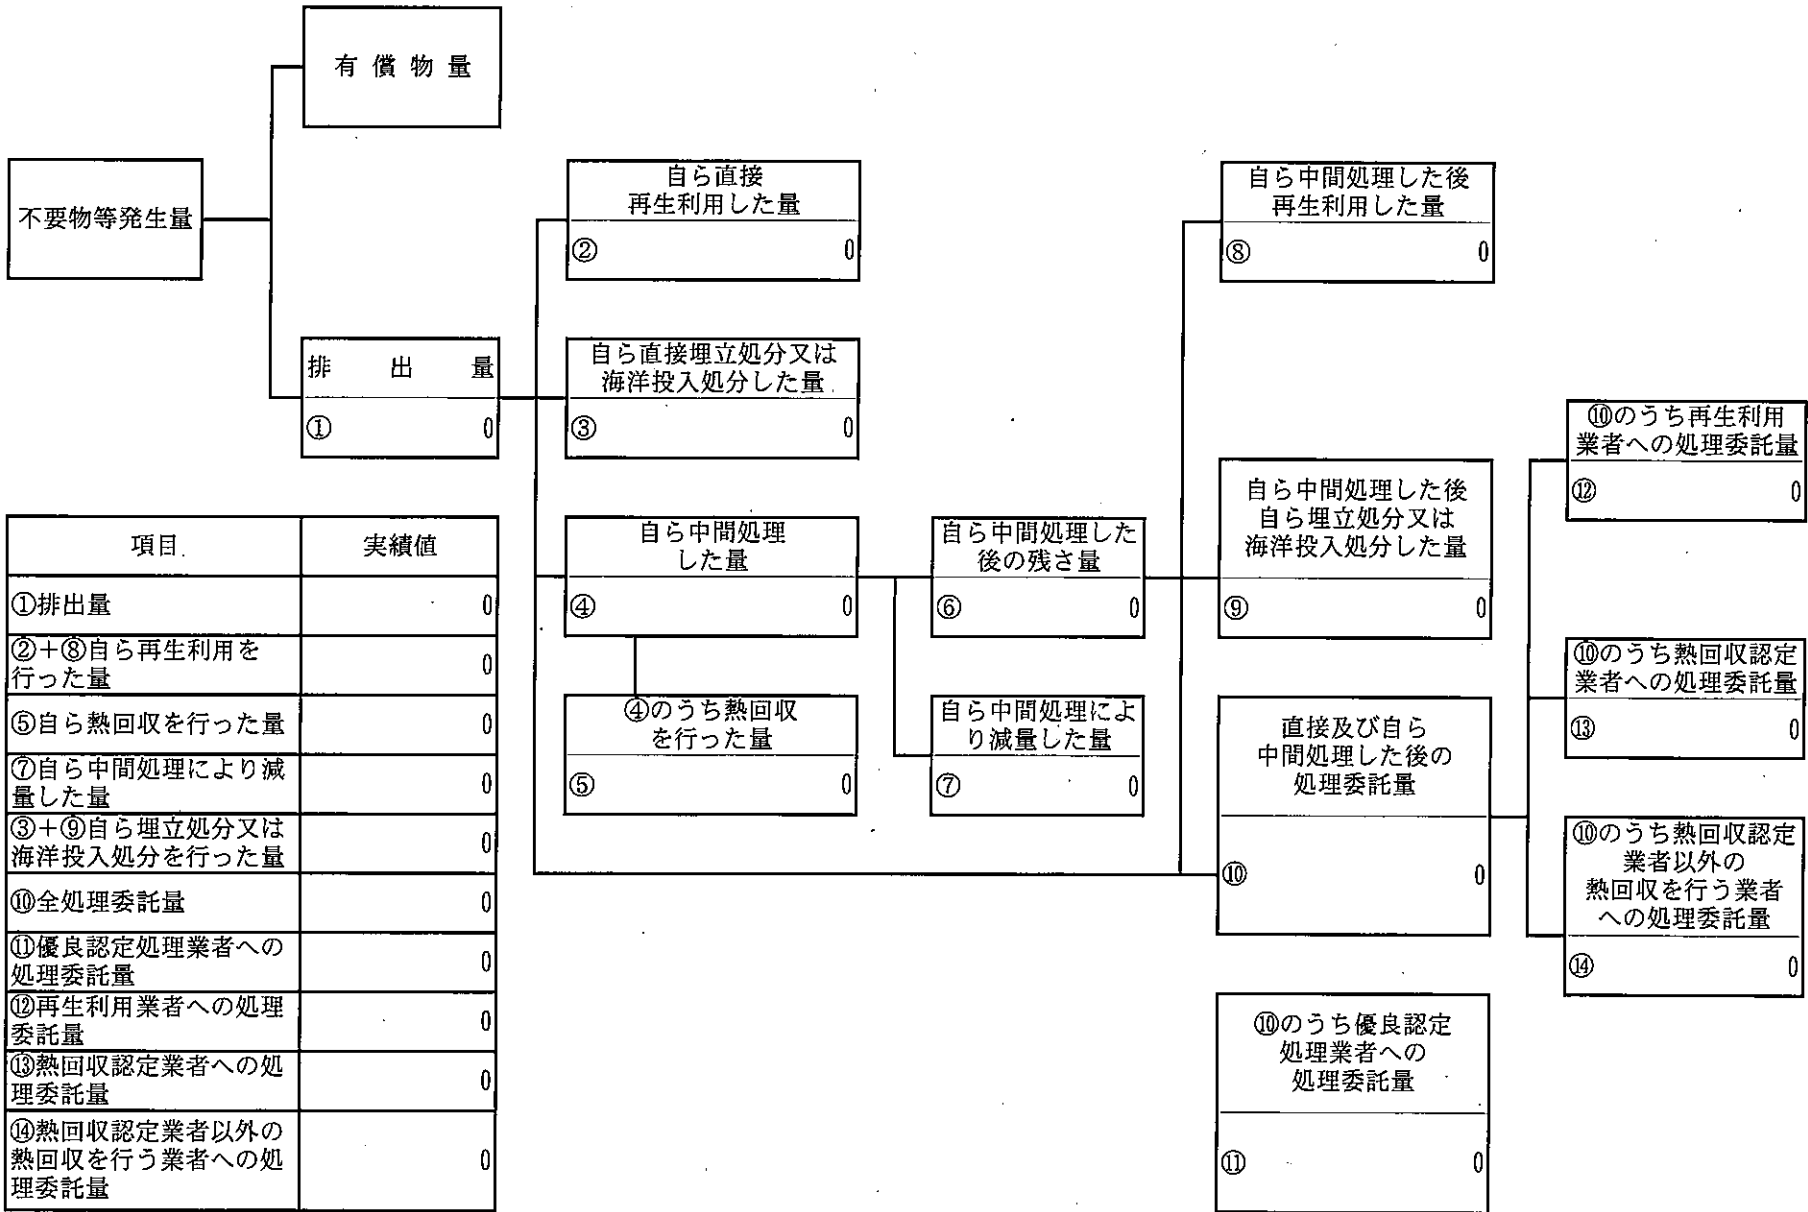 有償物量
不要物等発生量
排出量
① 0
自ら直接
再生利用した量
② 0
自ら直接埋立処分又は
海洋投入処分した量
③ 0
自ら中間処理
した量
④ 0
④のうち熱回収
を行った量
⑤ 0
自ら中間処理した
後の残さ量
⑥ 0
自ら中間処理によ
り減量した量
⑦ 0
自ら中間処理した後
再生利用した量
⑧ 0
自ら中間処理した後
自ら埋立処分又は
海洋投入処分した量
⑨ 0
直接及び自ら
中間処理した後の
処理委託量
⑩ 0
⑩のうち優良認定
処理業者への
処理委託量
⑪ 0
⑩のうち再生利用
業者への処理委託量
⑫ 0
⑩のうち熱回収認定
業者への処理委託量
⑬ 0
⑩のうち熱回収認定
業者以外の
熱回収を行う業者
への処理委託量
⑭ 0
項目 実績値
①排出量 0
②+⑧自ら再生利用を
行った量 0
⑤自ら熱回収を行った量 0
⑦自ら中間処理により減
量した量 0
③+⑨自ら埋立処分又は
海洋投入処分を行った量 0
⑩全処理委託量 0
⑪優良認定処理業者への
処理委託量 0
⑫再生利用業者への処理
委託量 0
⑬熱回収認定業者への処
理委託量 0
⑭熱回収認定業者以外の
熱回収を行う業者への処
理委託量 0